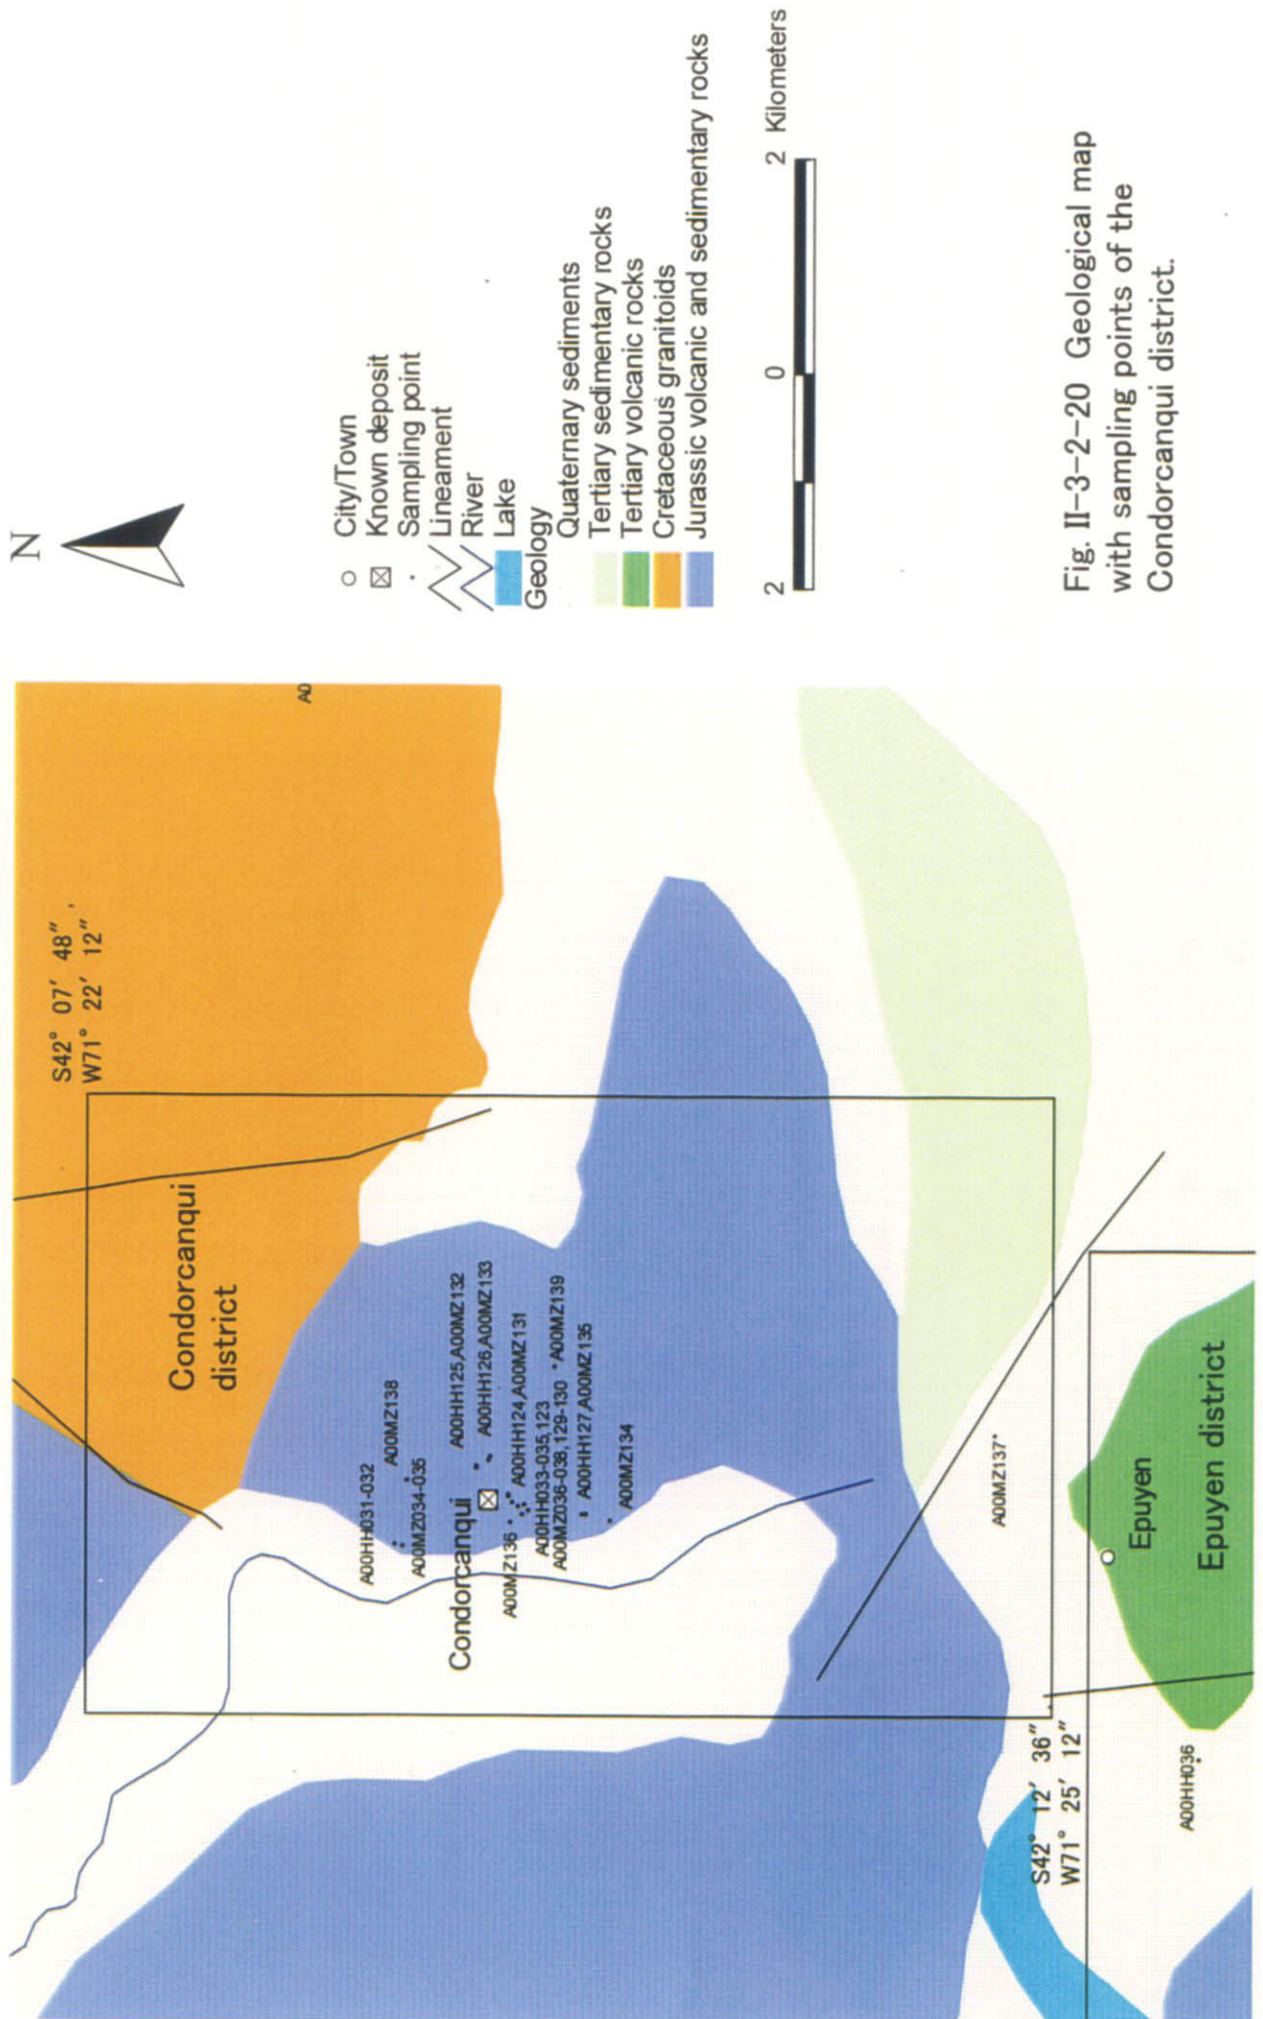 S42° 07′ 48″
W71° 22′ 12″
A0
Condorcanqui
district
A00HH031-032
A00MZ138
A00MZ034-035
Condorcanqui
A00HH125,A00MZ132
A00HH126,A00MZ133
A00MZ136
A00HH124,A00MZ131
A00HH033-035,123
A00MZ036-038,129-130
A00MZ139
A00HH127,A00MZ135
A00MZ134
A00MZ137
S42° 12′ 36″
W71° 25′ 12″
Epuyen
Epuyen district
A00HH036
N
City/Town
Known deposit
Sampling point
Lineament
River
Lake
Geology
Quaternary sediments
Tertiary sedimentary rocks
Tertiary volcanic rocks
Cretaceous granitoids
Jurassic volcanic and sedimentary rocks
2 0 2 Kilometers
Fig. II-3-2-20 Geological map
with sampling points of the
Condorcanqui district.